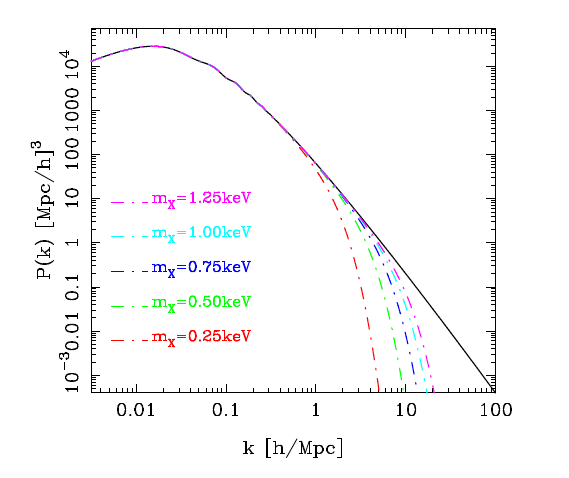 P(k) [Mpc/h]³
10⁴
1000
100
10
1
0.1
0.01
10⁻³
m_X=1.25keV
m_X=1.00keV
m_X=0.75keV
m_X=0.50keV
m_X=0.25keV
0.01 0.1 1 10 100
k [h/Mpc]